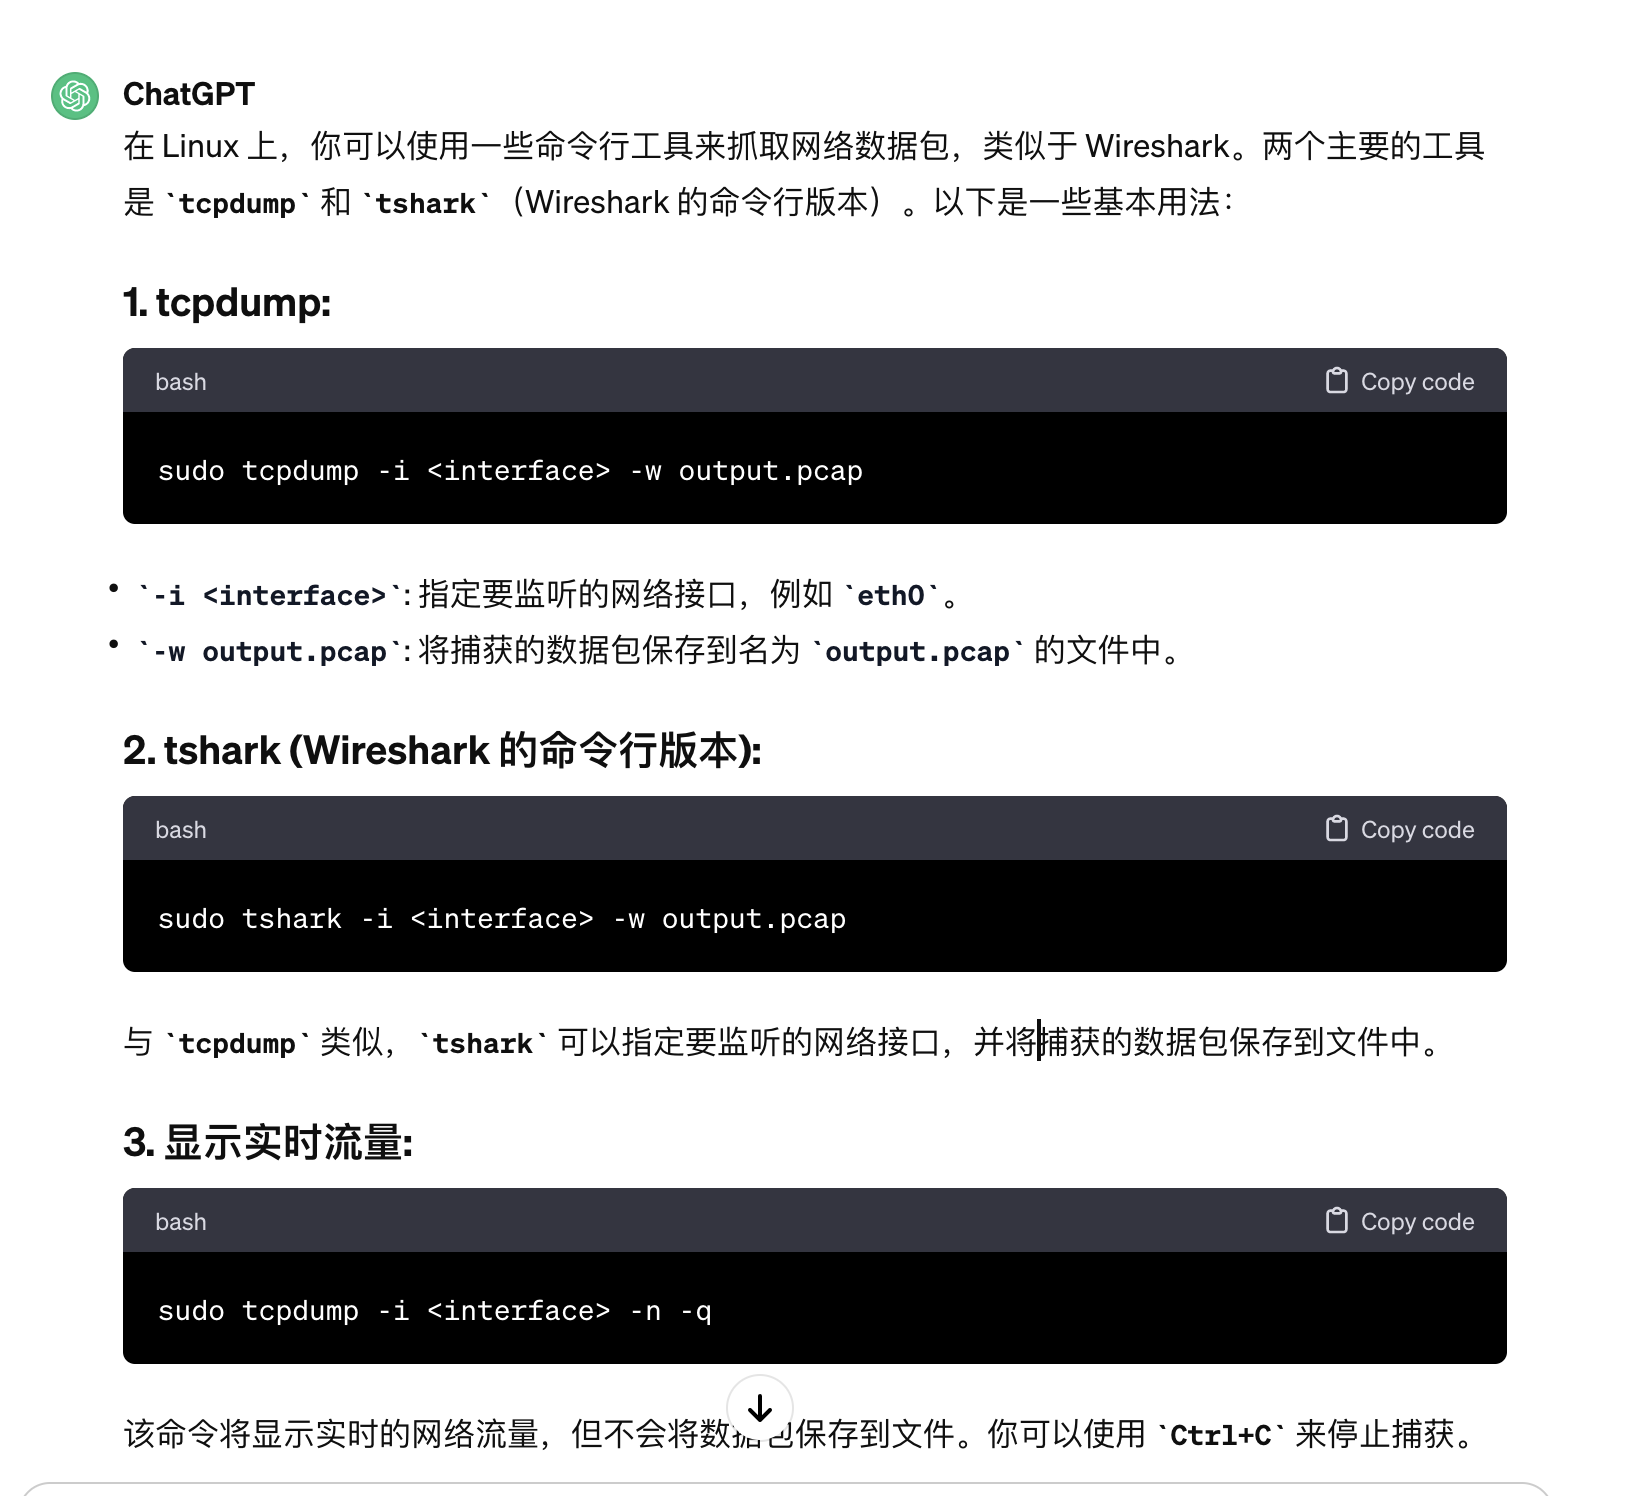 ChatGPT
在 Linux 上，你可以使用一些命令行工具来抓取网络数据包，类似于 Wireshark。两个主要的工具
是 `tcpdump` 和 `tshark`（Wireshark 的命令行版本）。以下是一些基本用法：
1. tcpdump:
bash
Copy code
sudo tcpdump -i <interface> -w output.pcap
• `-i <interface>`: 指定要监听的网络接口，例如 `eth0`。
• `-w output.pcap`: 将捕获的数据包保存到名为 `output.pcap` 的文件中。
2. tshark (Wireshark 的命令行版本):
bash
Copy code
sudo tshark -i <interface> -w output.pcap
与 `tcpdump` 类似，`tshark` 可以指定要监听的网络接口，并将捕获的数据包保存到文件中。
3. 显示实时流量:
bash
Copy code
sudo tcpdump -i <interface> -n -q
该命令将显示实时的网络流量，但不会将数据包保存到文件。你可以使用 `Ctrl+C` 来停止捕获。